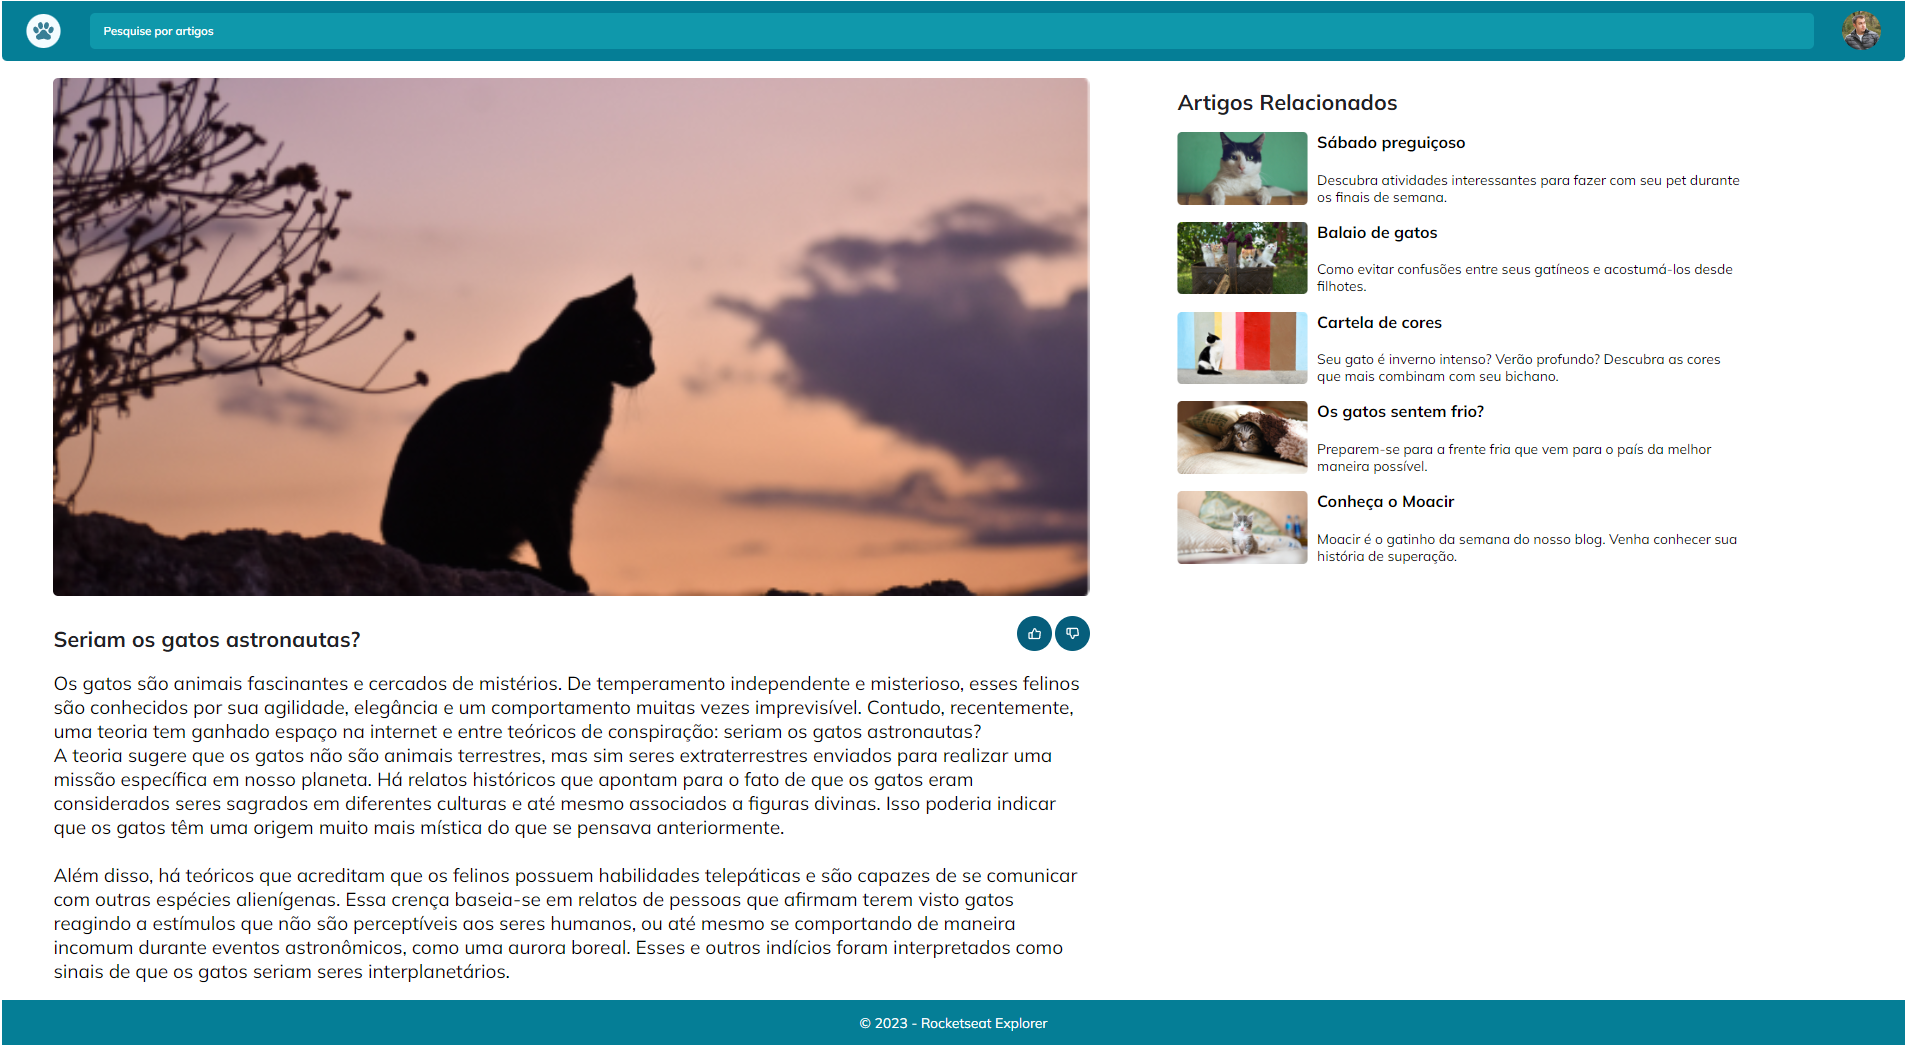 Pesquise por artigos
Seriam os gatos astronautas?
Os gatos são animais fascinantes e cercados de mistérios. De temperamento independente e misterioso, esses felinos
são conhecidos por sua agilidade, elegância e um comportamento muitas vezes imprevisível. Contudo, recentemente,
uma teoria tem ganhado espaço na internet e entre teóricos de conspiração: seriam os gatos astronautas?
A teoria sugere que os gatos não são animais terrestres, mas sim seres extraterrestres enviados para realizar uma
missão específica em nosso planeta. Há relatos históricos que apontam para o fato de que os gatos eram
considerados seres sagrados em diferentes culturas e até mesmo associados a figuras divinas. Isso poderia indicar
que os gatos têm uma origem muito mais mística do que se pensava anteriormente.
Além disso, há teóricos que acreditam que os felinos possuem habilidades telepáticas e são capazes de se comunicar
com outras espécies alienígenas. Essa crença baseia-se em relatos de pessoas que afirmam terem visto gatos
reagindo a estímulos que não são perceptíveis aos seres humanos, ou até mesmo se comportando de maneira
incomum durante eventos astronômicos, como uma aurora boreal. Esses e outros indícios foram interpretados como
sinais de que os gatos seriam seres interplanetários.
Artigos Relacionados
Sábado preguiçoso
Descubra atividades interessantes para fazer com seu pet durante
os finais de semana.
Balaio de gatos
Como evitar confusões entre seus gatíneos e acostumá-los desde
filhotes.
Cartela de cores
Seu gato é inverno intenso? Verão profundo? Descubra as cores
que mais combinam com seu bichano.
Os gatos sentem frio?
Preparem-se para a frente fria que vem para o país da melhor
maneira possível.
Conheça o Moacir
Moacir é o gatinho da semana do nosso blog. Venha conhecer sua
história de superação.
© 2023 - Rocketseat Explorer